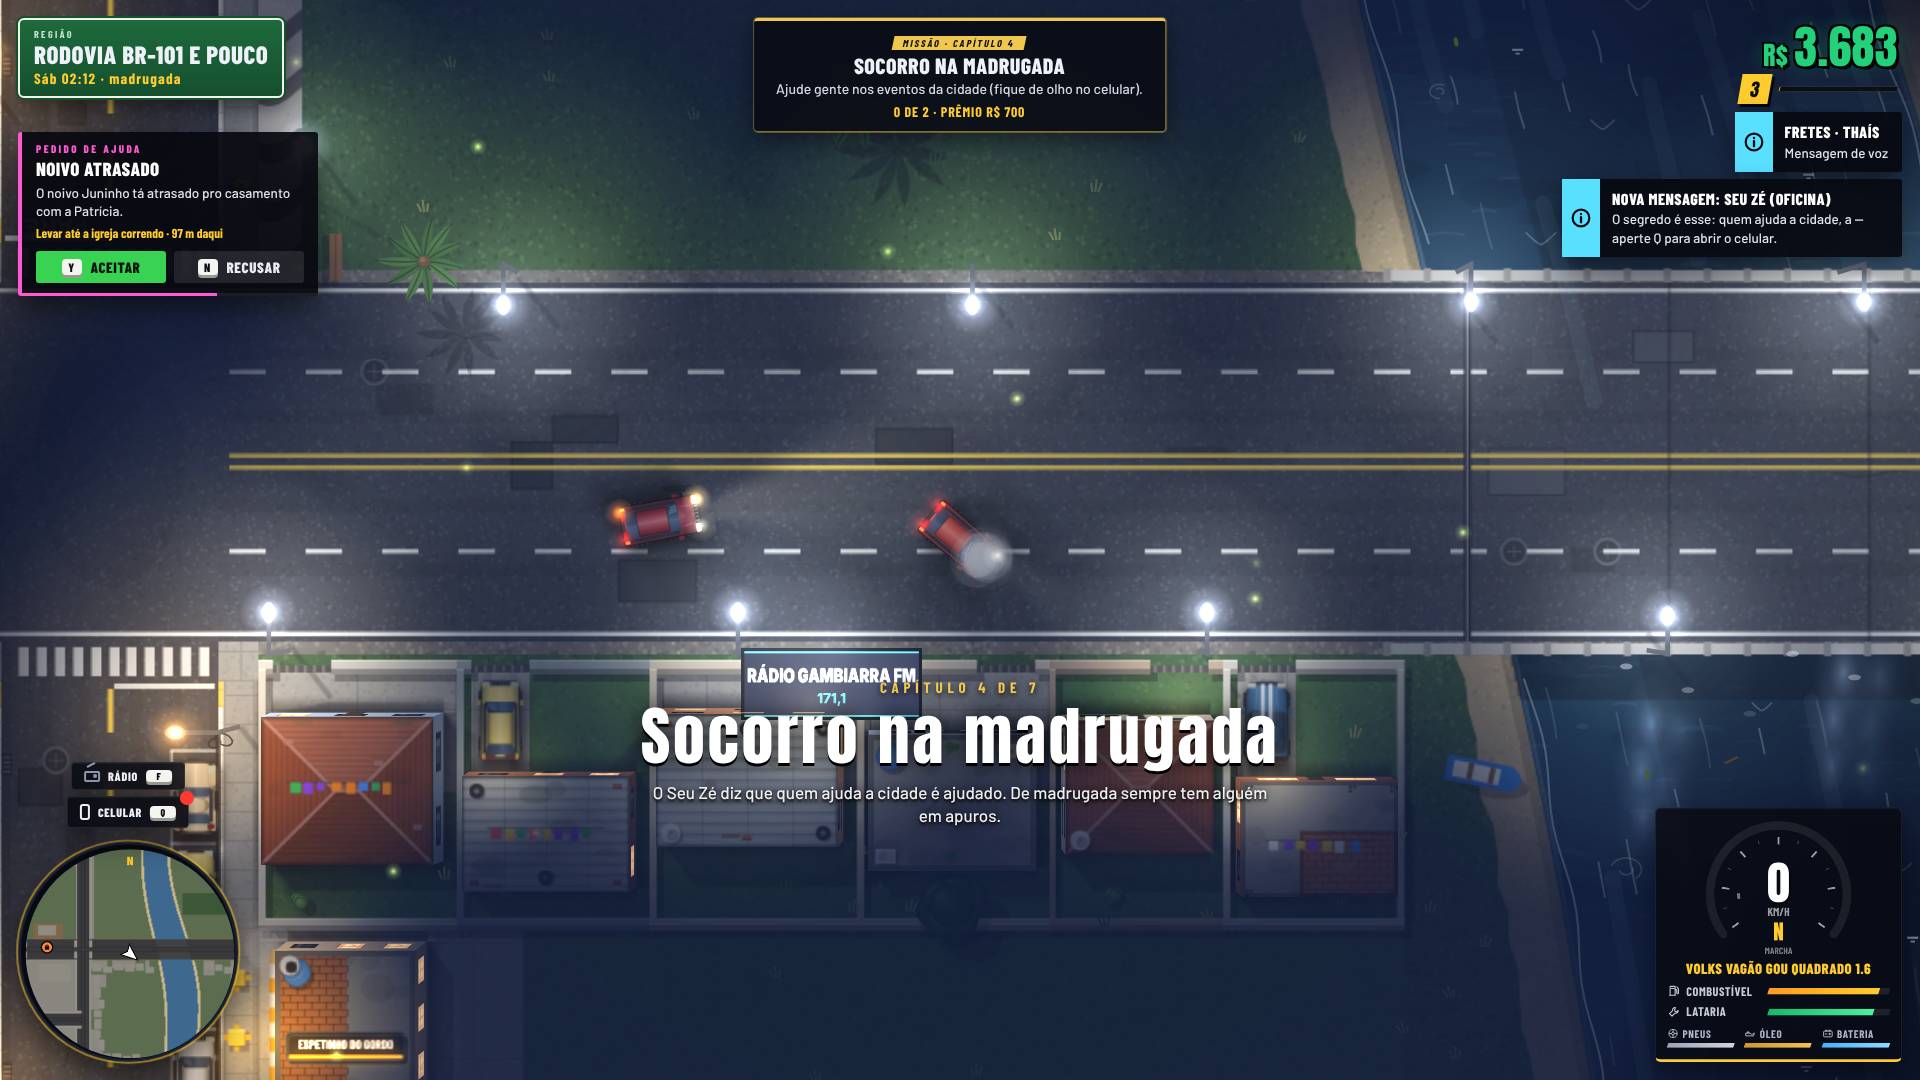 REGIÃO
RODOVIA BR-101 E POUCO
Sáb 02:12 · madrugada
PEDIDO DE AJUDA
NOIVO ATRASADO
O noivo Juninho tá atrasado pro casamento
com a Patrícia.
Levar até a igreja correndo · 97 m daqui
Y ACEITAR
N RECUSAR
MISSÃO · CAPÍTULO 4
SOCORRO NA MADRUGADA
Ajude gente nos eventos da cidade (fique de olho no celular).
0 DE 2 · PRÊMIO R$ 700
R$ 3.683
3
FRETES · THAÍS
Mensagem de voz
NOVA MENSAGEM: SEU ZÉ (OFICINA)
O segredo é esse: quem ajuda a cidade, a —
aperte Q para abrir o celular.
RÁDIO GAMBIARRA FM
171,1
CAPÍTULO 4 DE 7
Socorro na madrugada
O Seu Zé diz que quem ajuda a cidade é ajudado. De madrugada sempre tem alguém
em apuros.
RÁDIO F
CELULAR Q
N
ESPETINHO DO GORDO
0
KM/H
N
MARCHA
VOLKS VAGÃO GOU QUADRADO 1.6
COMBUSTÍVEL
LATARIA
PNEUS
ÓLEO
BATERIA